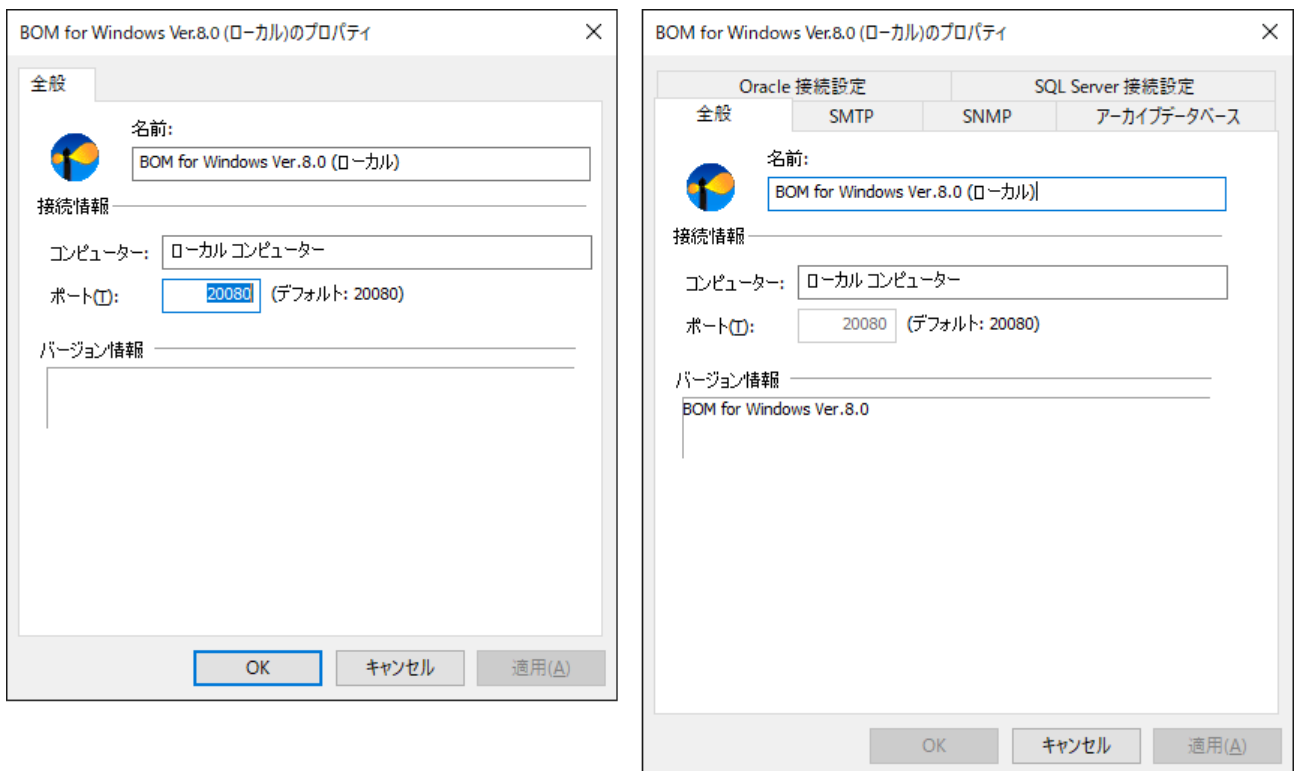 BOM for Windows Ver.8.0 (ローカル)のプロパティ
全般
名前:
BOM for Windows Ver.8.0 (ローカル)
接続情報
コンピューター: ローカル コンピューター
ポート(T): 20080 (デフォルト: 20080)
バージョン情報
OK キャンセル 適用(A)
BOM for Windows Ver.8.0 (ローカル)のプロパティ
Oracle 接続設定 SQL Server 接続設定
全般 SMTP SNMP アーカイブデータベース
名前:
BOM for Windows Ver.8.0 (ローカル)
接続情報
コンピューター: ローカル コンピューター
ポート(T): 20080 (デフォルト: 20080)
バージョン情報
BOM for Windows Ver.8.0
OK キャンセル 適用(A)